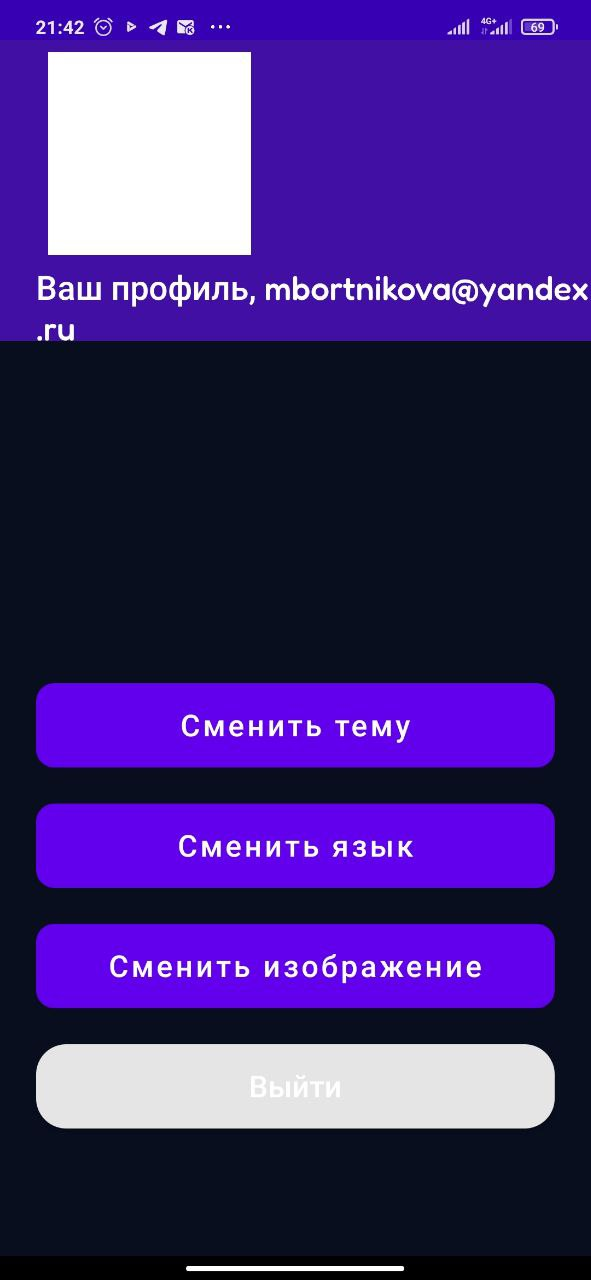 21:42
4G+
69
Ваш профиль, mbortnikova@yandex
.ru
Сменить тему
Сменить язык
Сменить изображение
Выйти